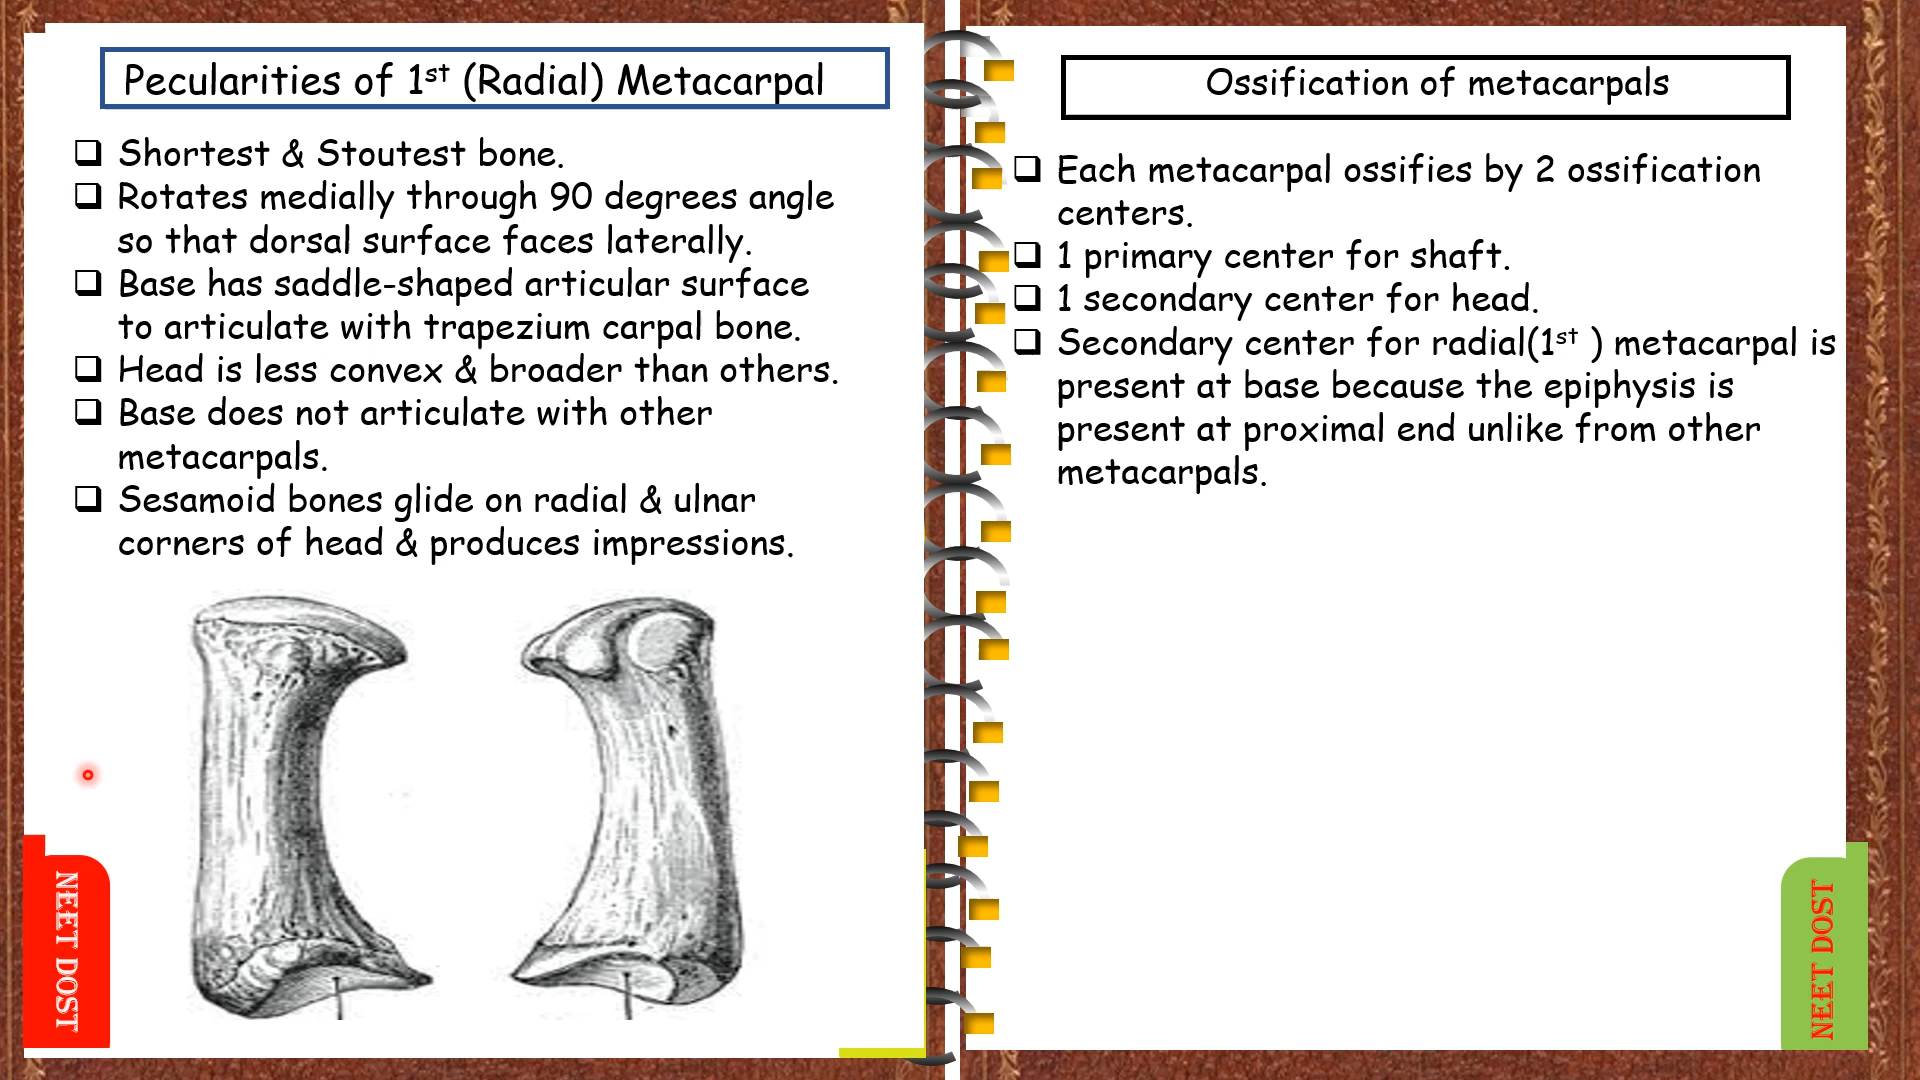 Pecularities of 1st (Radial) Metacarpal
❑ Shortest & Stoutest bone.
❑ Rotates medially through 90 degrees angle
so that dorsal surface faces laterally.
❑ Base has saddle-shaped articular surface
to articulate with trapezium carpal bone.
❑ Head is less convex & broader than others.
❑ Base does not articulate with other
metacarpals.
❑ Sesamoid bones glide on radial & ulnar
corners of head & produces impressions.
NEET DOST
Ossification of metacarpals
❑ Each metacarpal ossifies by 2 ossification
centers.
❑ 1 primary center for shaft.
❑ 1 secondary center for head.
❑ Secondary center for radial(1st ) metacarpal is
present at base because the epiphysis is
present at proximal end unlike from other
metacarpals.
NEET DOST